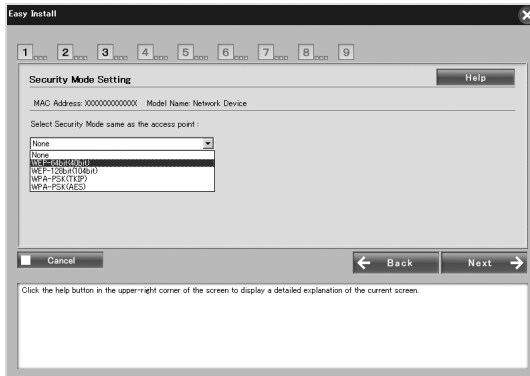 Easy Install
1 2 3 4 5 6 7 8 9
Security Mode Setting
Help
MAC Address: XXXXXXXXXXXX Model Name: Network Device
Select Security Mode same as the access point :
None
None
WEP-64bit(40bit)
WEP-128bit(104bit)
WPA-PSK(TKIP)
WPA-PSK(AES)
Cancel
Back
Next
Click the help button in the upper-right corner of the screen to display a detailed explanation of the current screen.